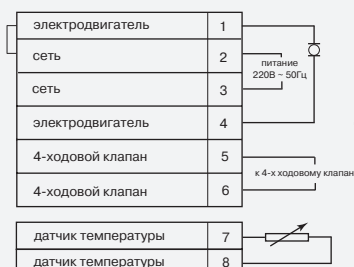 электродвигатель 1
сеть 2
питание
220В ~ 50Гц
сеть 3
электродвигатель 4
4-ходовой клапан 5
к 4-х ходовому клапану
4-ходовой клапан 6
датчик температуры 7
датчик температуры 8